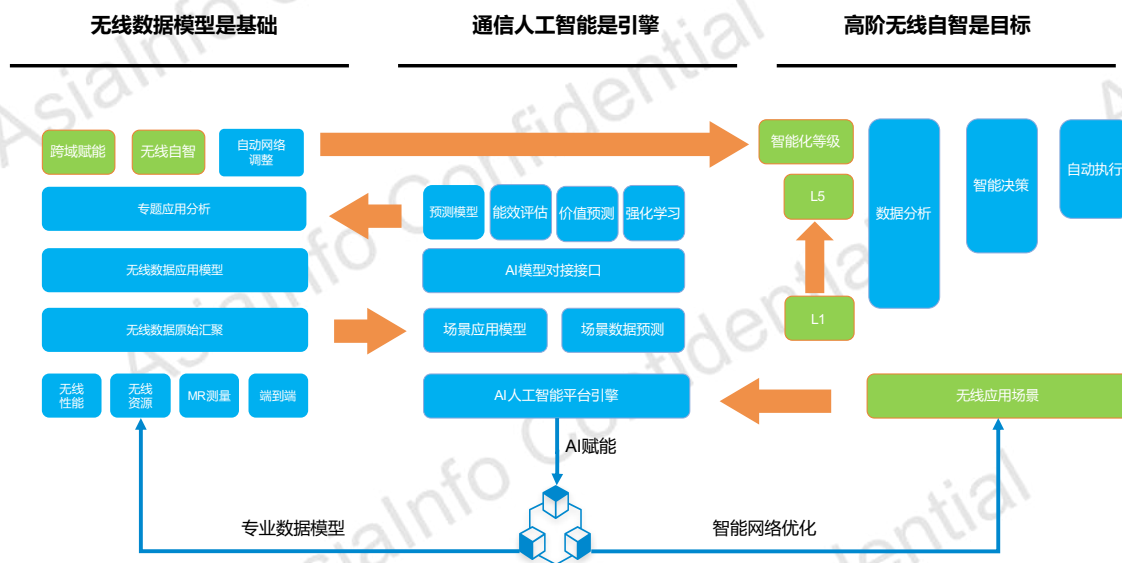 无线数据模型是基础
通信人工智能是引擎
高阶无线自智是目标
跨域赋能
无线自智
自动网络
调整
专题应用分析
无线数据应用模型
无线数据原始汇聚
无线
性能
无线
资源
MR测量
端到端
预测模型
能效评估
价值预测
强化学习
AI模型对接接口
场景应用模型
场景数据预测
AI人工智能平台引擎
智能化等级
L5
L1
数据分析
智能决策
自动执行
无线应用场景
AI赋能
专业数据模型
智能网络优化
AsiaInfo Confidential
AsiaInfo Confidential
AsiaInfo Confidential